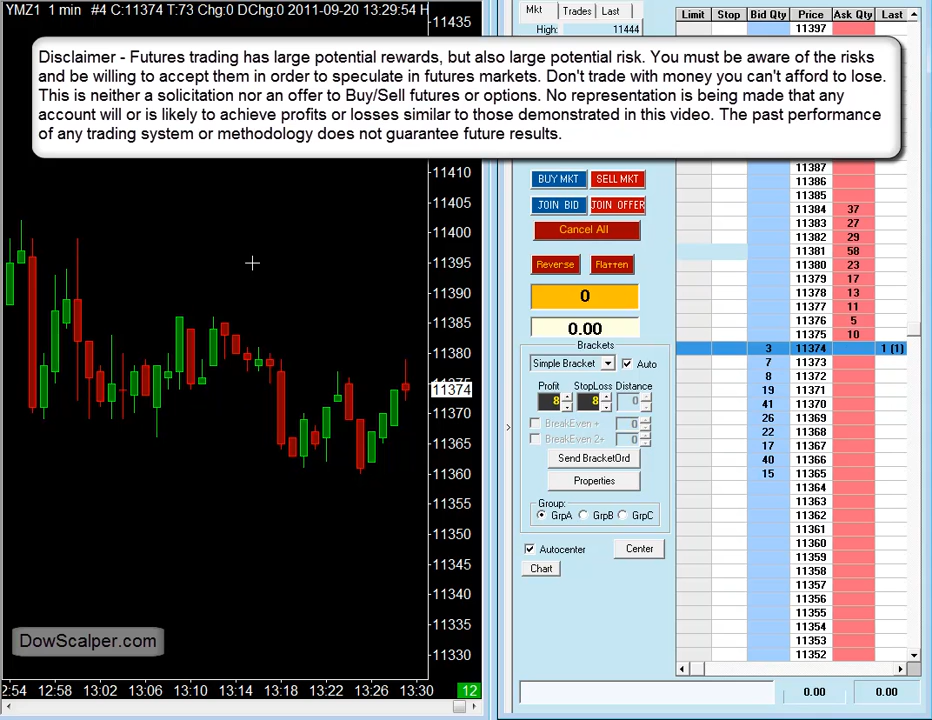 YMZ1 1 min #4 C:11374 T:73 Chg:0 DChg:0 2011-09-20 13:29:54 H
Mkt Trades Last
High: 11444
Limit Stop Bid Qty Price Ask Qty Last
11397
Disclaimer - Futures trading has large potential rewards, but also large potential risk. You must be aware of the risks
and be willing to accept them in order to speculate in futures markets. Don't trade with money you can't afford to lose.
This is neither a solicitation nor an offer to Buy/Sell futures or options. No representation is being made that any
account will or is likely to achieve profits or losses similar to those demonstrated in this video. The past performance
of any trading system or methodology does not guarantee future results.
11435
11410
11405
11400
11395
11390
11385
11380
11375
11374
11370
11365
11360
11355
11350
11345
11340
11335
11330
DowScalper.com
12:54 12:58 13:02 13:06 13:10 13:14 13:18 13:22 13:26 13:30 12
BUY MKT SELL MKT
JOIN BID JOIN OFFER
Cancel All
Reverse Flatten
0
0.00
Brackets
Simple Bracket Auto
Profit StopLoss Distance
8 8 0
BreakEven + 0
BreakEven 2+ 0
Send BracketOrd
Properties
Group:
GrpA GrpB GrpC
Autocenter Center
Chart
11387
11386
11385
11384 37
11383 27
11382 29
11381 58
11380 23
11379 17
11378 13
11377 11
11376 5
11375 10
3 11374 1 (1)
7 11373
8 11372
19 11371
41 11370
26 11369
22 11368
17 11367
40 11366
15 11365
11364
11363
11362
11361
11360
11359
11358
11357
11356
11355
11354
11353
11352
0.00 0.00